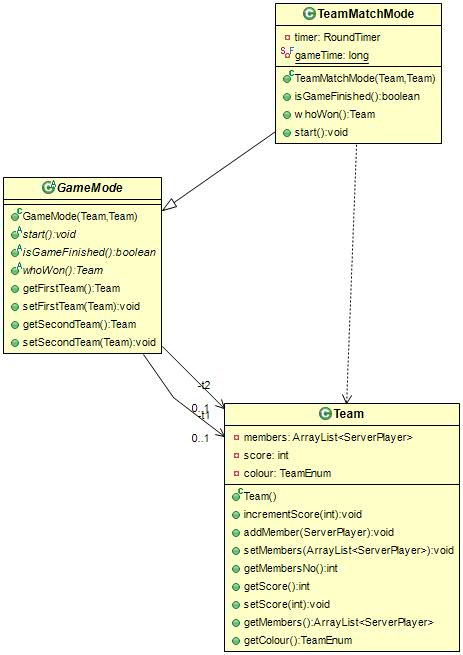 TeamMatchMode
timer: RoundTimer
gameTime: long
TeamMatchMode(Team,Team)
isGameFinished():boolean
whoWon():Team
start():void
GameMode
GameMode(Team,Team)
start():void
isGameFinished():boolean
whoWon():Team
getFirstTeam():Team
setFirstTeam(Team):void
getSecondTeam():Team
setSecondTeam(Team):void
-t2
0..1
-t1
0..1
Team
members: ArrayList<ServerPlayer>
score: int
colour: TeamEnum
Team()
incrementScore(int):void
addMember(ServerPlayer):void
setMembers(ArrayList<ServerPlayer>):void
getMembersNo():int
getScore():int
setScore(int):void
getMembers():ArrayList<ServerPlayer>
getColour():TeamEnum